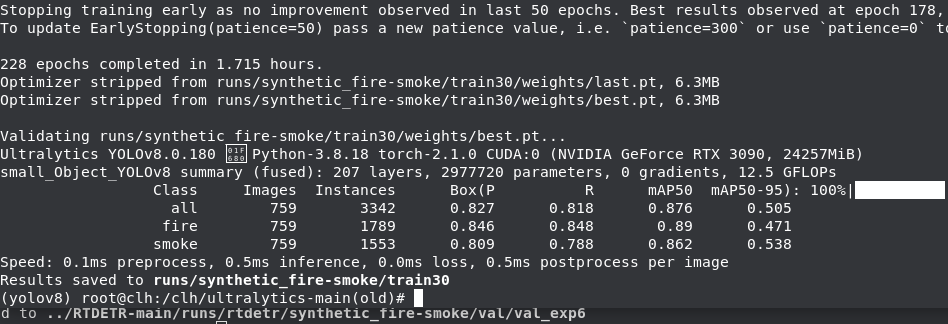 Stopping training early as no improvement observed in last 50 epochs. Best results observed at epoch 178,
To update EarlyStopping(patience=50) pass a new patience value, i.e. `patience=300` or use `patience=0` to

228 epochs completed in 1.715 hours.
Optimizer stripped from runs/synthetic_fire-smoke/train30/weights/last.pt, 6.3MB
Optimizer stripped from runs/synthetic_fire-smoke/train30/weights/best.pt, 6.3MB

Validating runs/synthetic_fire-smoke/train30/weights/best.pt...
Ultralytics YOLOv8.0.180 01F680 Python-3.8.18 torch-2.1.0 CUDA:0 (NVIDIA GeForce RTX 3090, 24257MiB)
small_Object_YOLOv8 summary (fused): 207 layers, 2977720 parameters, 0 gradients, 12.5 GFLOPs
Class Images Instances Box(P R mAP50 mAP50-95): 100%|
all 759 3342 0.827 0.818 0.876 0.505
fire 759 1789 0.846 0.848 0.89 0.471
smoke 759 1553 0.809 0.788 0.862 0.538
Speed: 0.1ms preprocess, 0.5ms inference, 0.0ms loss, 0.5ms postprocess per image
Results saved to runs/synthetic_fire-smoke/train30
(yolov8) root@clh:/clh/ultralytics-main(old)#
d to ../RTDETR-main/runs/rtdetr/synthetic_fire-smoke/val/val_exp6